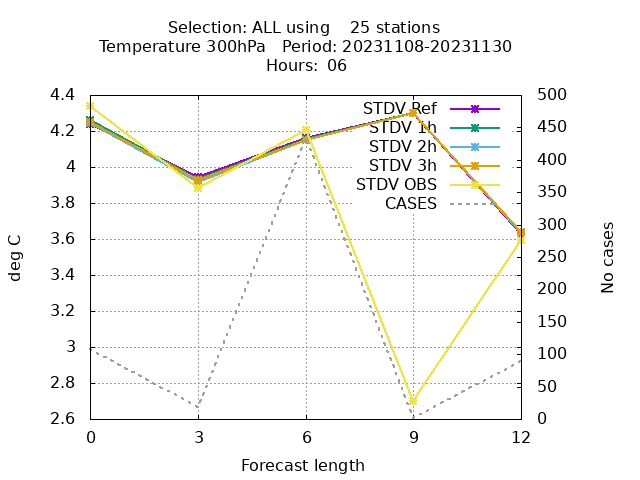 Selection: ALL using    25 stations
Temperature 300hPa   Period: 20231108-20231130
Hours: 06
4.4
4.2
4
3.8
3.6
3.4
3.2
3
2.8
2.6
500
450
400
350
300
250
200
150
100
50
0
STDV Ref
STDV 1h
STDV 2h
STDV 3h
STDV OBS
CASES
deg C
No cases
0 3 6 9 12
Forecast length